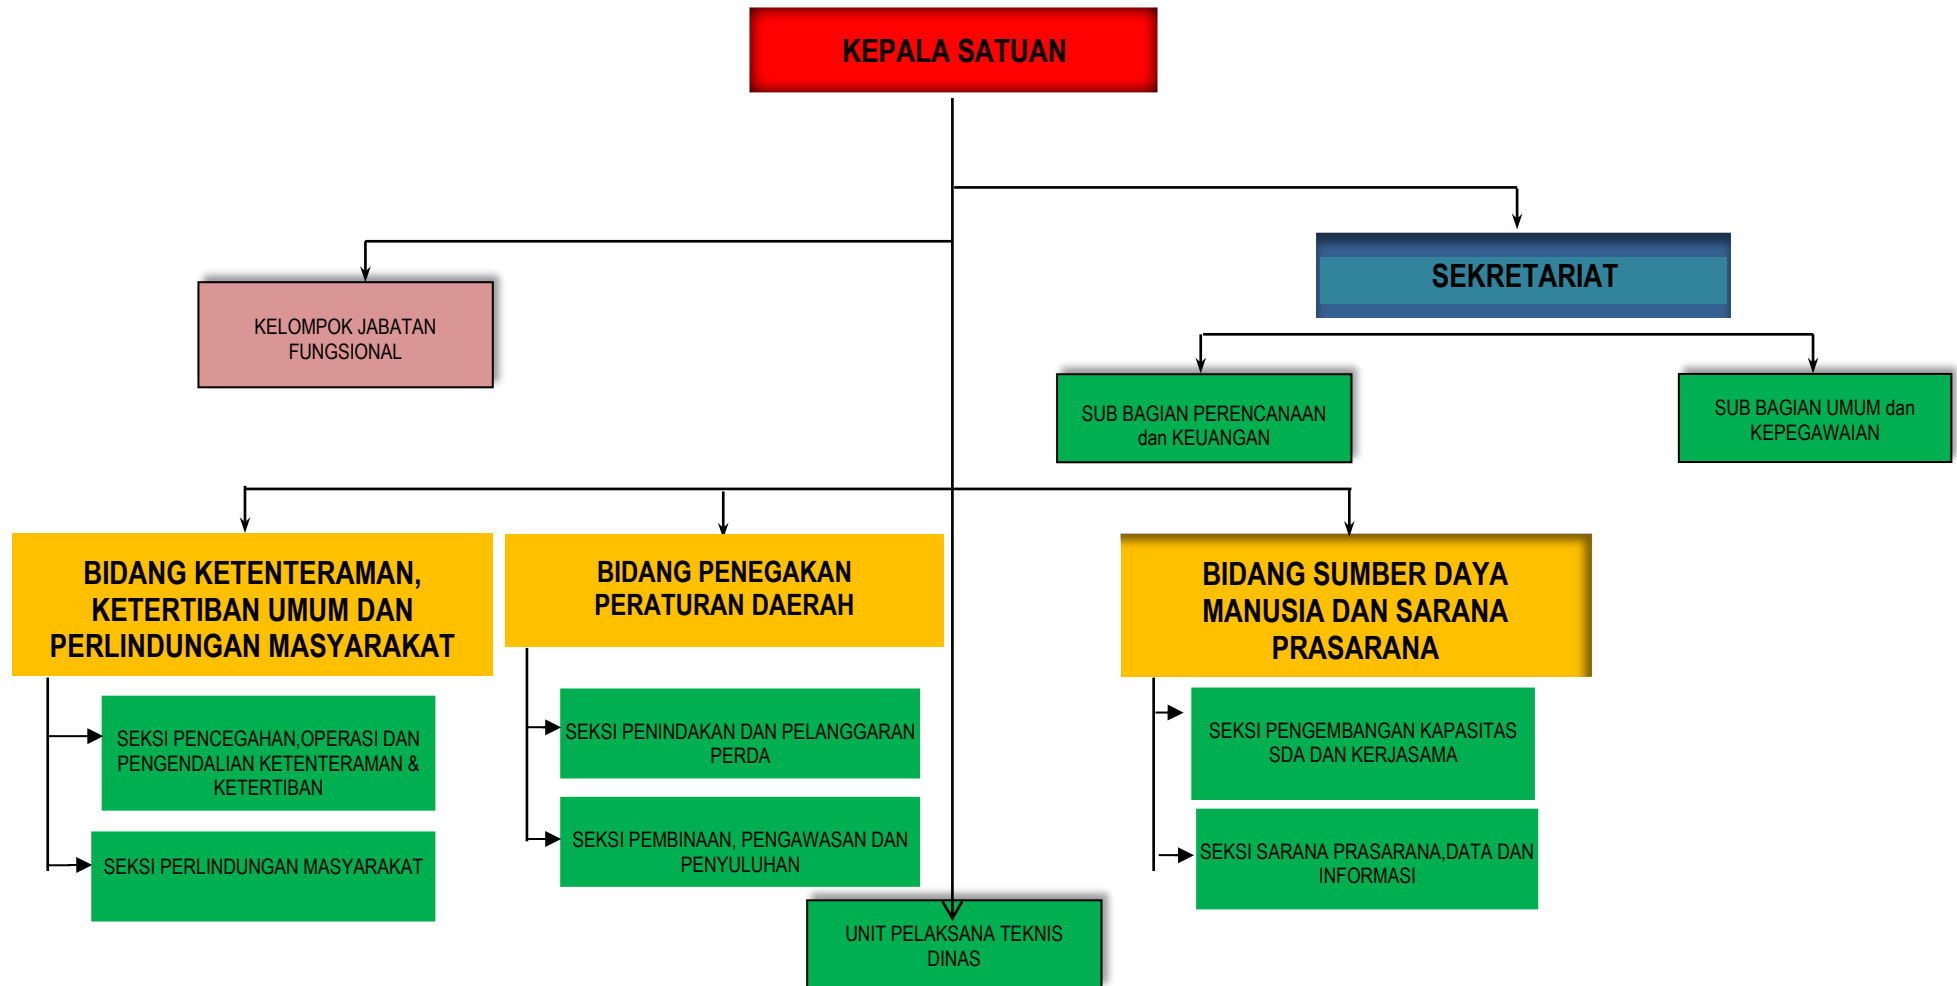 KEPALA SATUAN
SEKRETARIAT
KELOMPOK JABATAN
FUNGSIONAL
SUB BAGIAN PERENCANAAN
dan KEUANGAN
SUB BAGIAN UMUM dan
KEPEGAWAIAN
BIDANG KETENTERAMAN,
KETERTIBAN UMUM DAN
PERLINDUNGAN MASYARAKAT
BIDANG PENEGAKAN
PERATURAN DAERAH
BIDANG SUMBER DAYA
MANUSIA DAN SARANA
PRASARANA
SEKSI PENCEGAHAN,OPERASI DAN
PENGENDALIAN KETENTERAMAN &
KETERTIBAN
SEKSI PERLINDUNGAN MASYARAKAT
SEKSI PENINDAKAN DAN PELANGGARAN
PERDA
SEKSI PEMBINAAN, PENGAWASAN DAN
PENYULUHAN
SEKSI PENGEMBANGAN KAPASITAS
SDA DAN KERJASAMA
SEKSI SARANA PRASARANA,DATA DAN
INFORMASI
UNIT PELAKSANA TEKNIS
DINAS